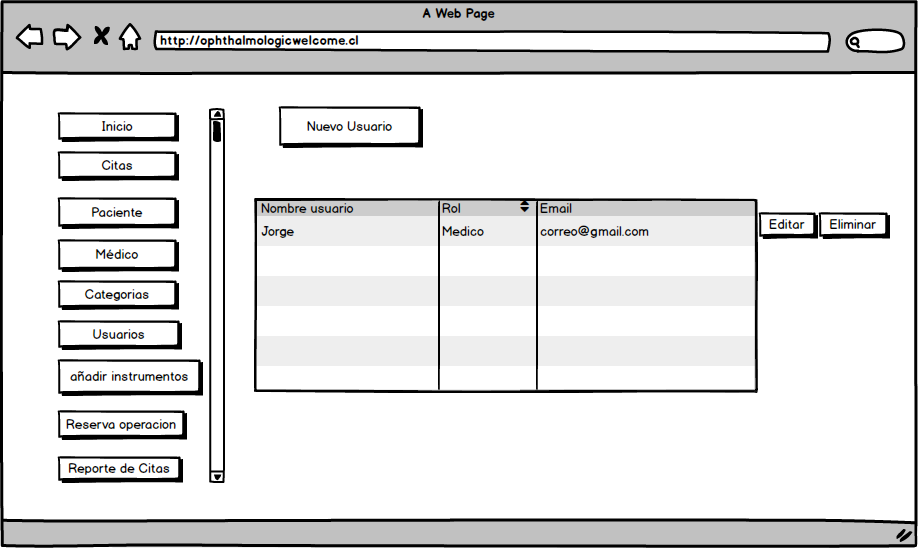 A Web Page
http://ophthalmologicwelcome.cl
Inicio
Citas
Paciente
Médico
Categorias
Usuarios
añadir instrumentos
Reserva operacion
Reporte de Citas
Nuevo Usuario
Nombre usuario Rol Email
Jorge Medico correo@gmail.com
Editar Eliminar